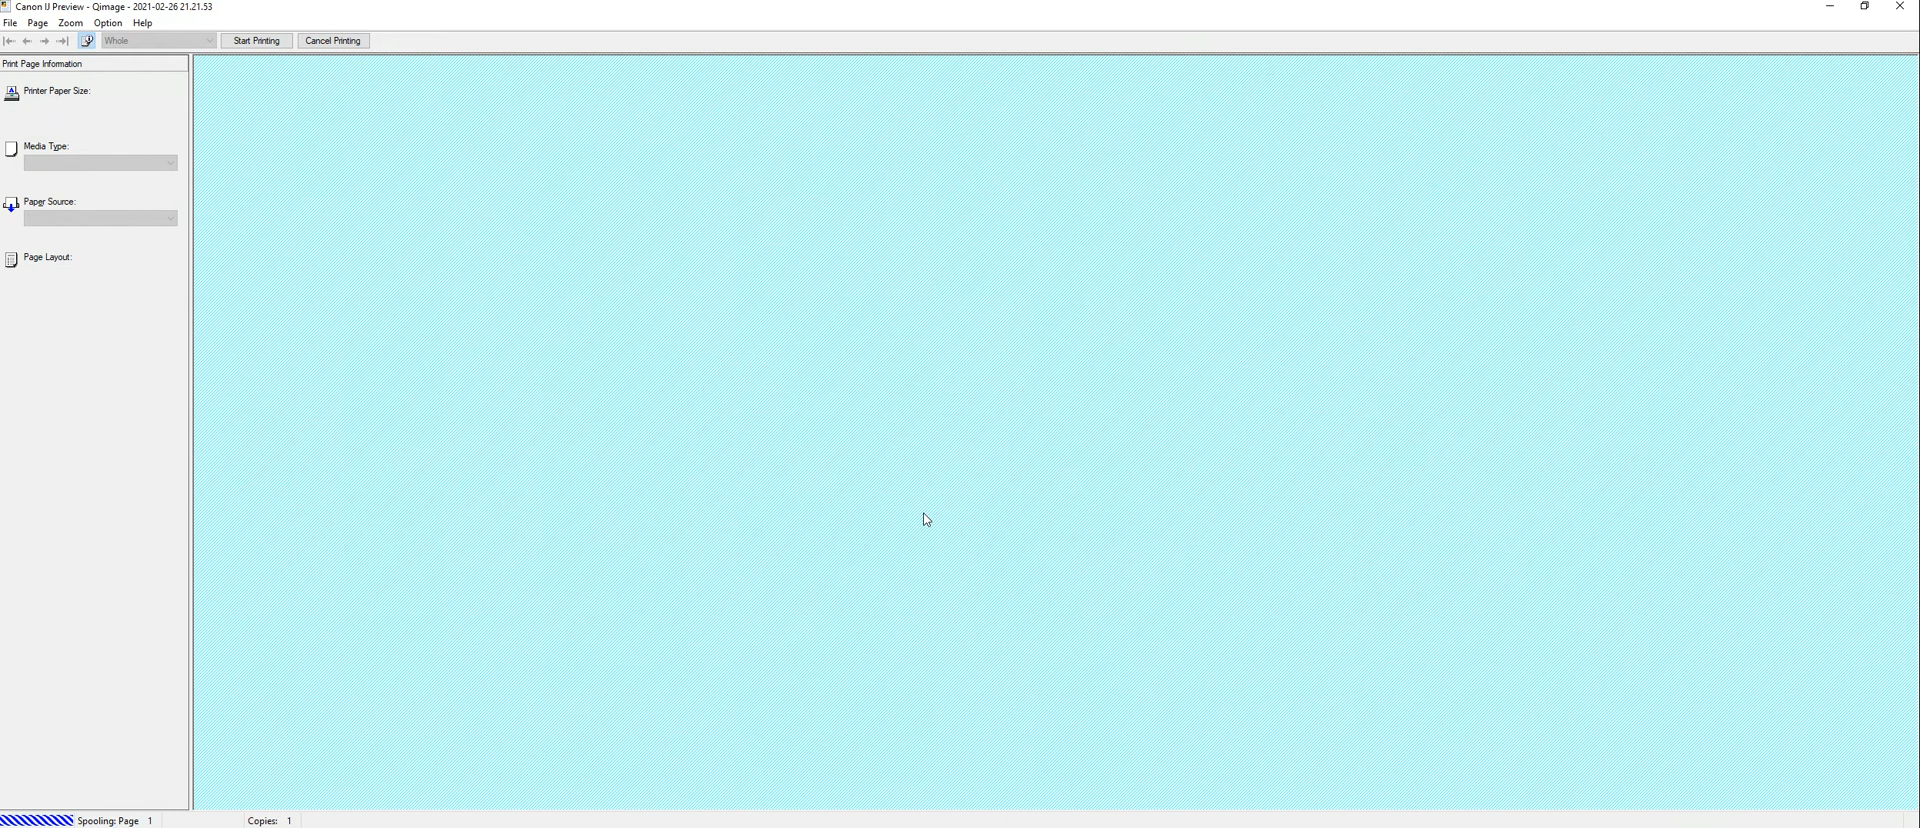 Canon IJ Preview - Qimage - 2021-02-26 21.21.53
File Page Zoom Option Help
Whole Start Printing Cancel Printing
Print Page Information
Printer Paper Size:
Media Type:
Paper Source:
Page Layout:
Spooling: Page 1 Copies: 1